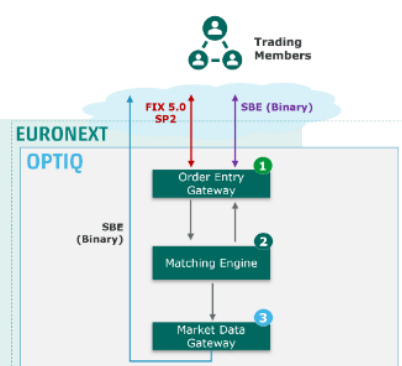 Trading
Members
FIX 5.0
SP2
SBE (Binary)
EURONEXT
OPTIQ
1
Order Entry
Gateway
SBE
(Binary)
2
Matching Engine
3
Market Data
Gateway